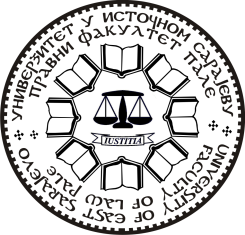 УНИВЕРЗИТЕТ У ИСТОЧНОМ САРАЈЕВУ
ПРАВНИ ФАКУЛТЕТ ПАЛЕ
IUSTITIA
UNIVERSITY OF EAST SARAJEVO
FACULTY OF LAW PALE